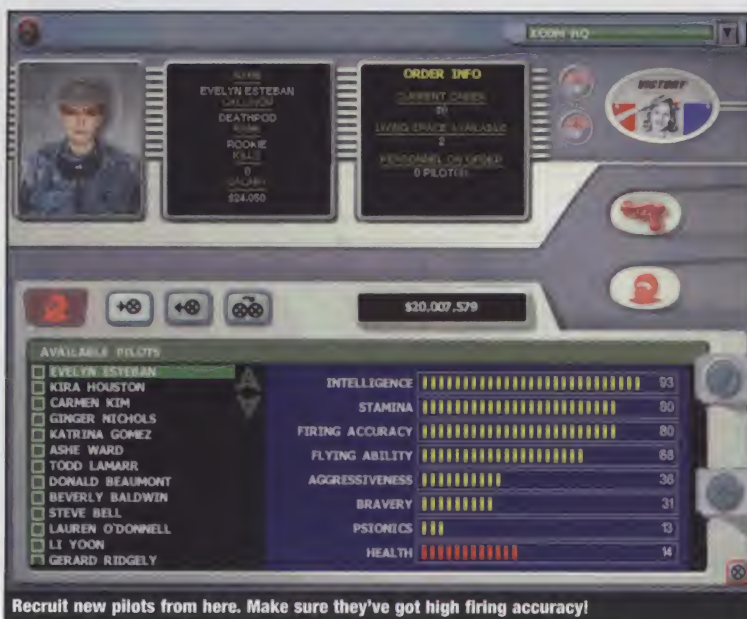 XCOM HQ
NAME
EVELYN ESTEBAN
CALLSIGN
DEATHPOD
RANK
ROOKIE
KILLS
0
SALARY
$24,050
ORDER INFO
CURRENT ORDER
$0
LIVING SPACE AVAILABLE
2
PERSONNEL ON ORDER
0 PILOT(S)
VICTORY
$20,007,579
AVAILABLE PILOTS
EVELYN ESTEBAN
KIRA HOUSTON
CARMEN KIM
GINGER NICHOLS
KATRINA GOMEZ
ASHE WARD
TODD LAMARR
DONALD BEAUMONT
BEVERLY BALDWIN
STEVE BELL
LAUREN O'DONNELL
LI YOON
GERARD RIDGELY
INTELLIGENCE 93
STAMINA 80
FIRING ACCURACY 80
FLYING ABILITY 68
AGGRESSIVENESS 36
BRAVERY 31
PSIONICS 13
HEALTH 14
Recruit new pilots from here. Make sure they've got high firing accuracy!